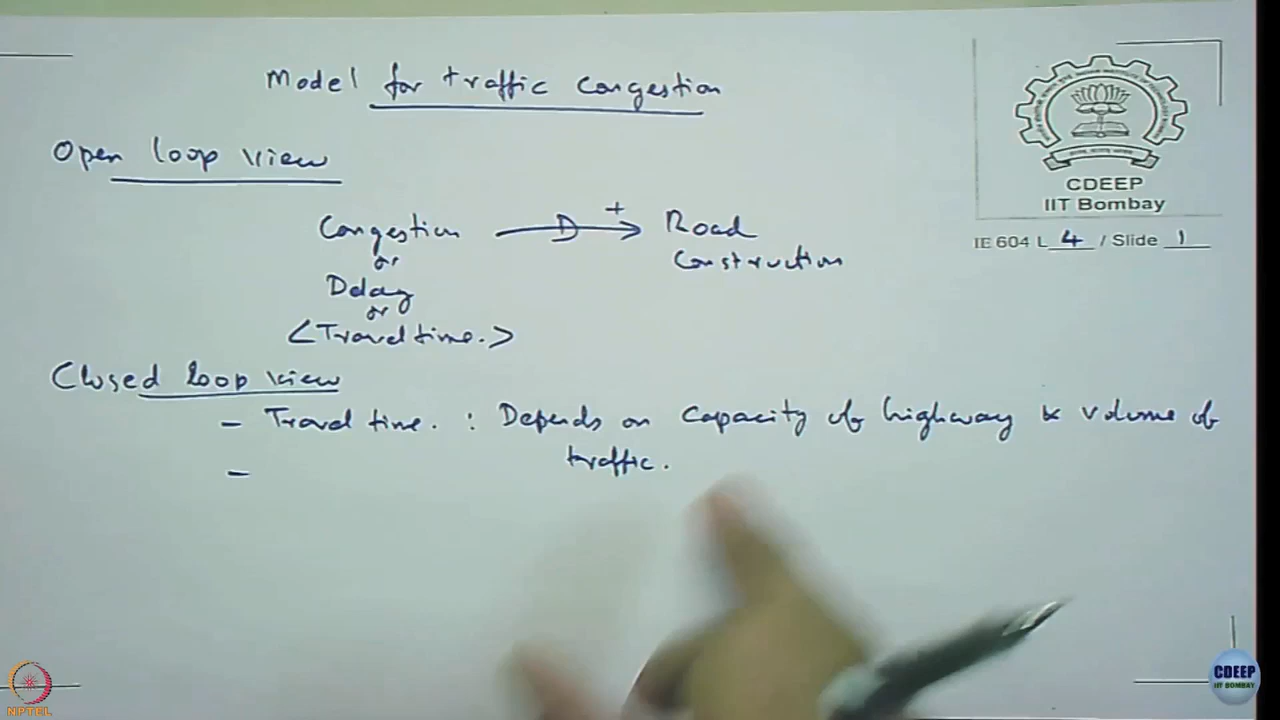 Model for traffic Congestion
Open loop view
Congestion D + Road
or Construction
Delay
or
<Travel time.>
Closed loop view
- Travel time. : Depends on capacity of highway & volume of
traffic.
-
CDEEP
IIT Bombay
IE 604 L 4 / Slide 1
NPTEL
CDEEP
IIT BOMBAY